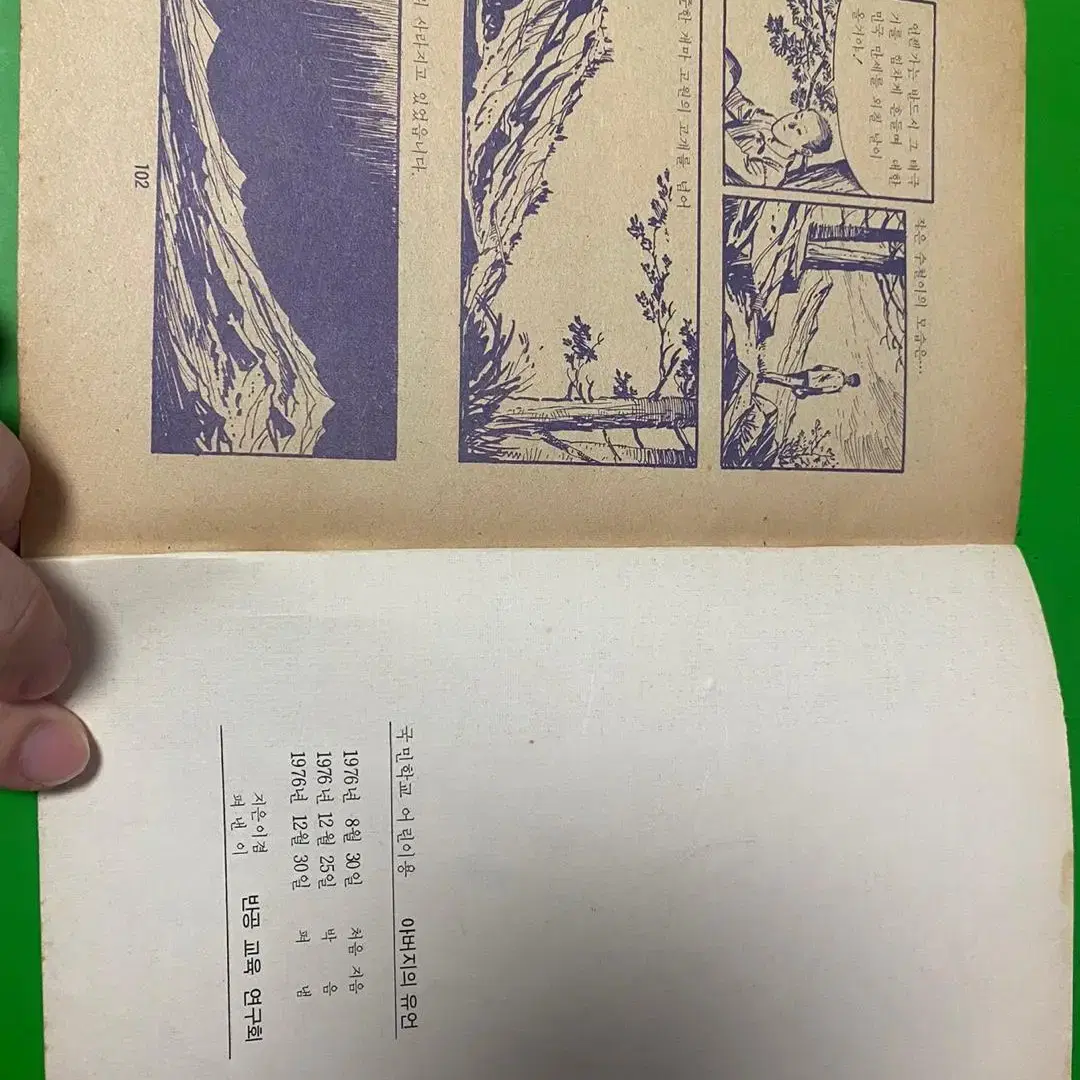 언젠가는 반드시 그 태극
기를 힘차게 흔들며 대한
민국 만세를 외칠 날이
올거야!
작은 수철이의 모습은…
준한 개마 고원의 고개를 넘어
사라지고 있었읍니다.
102
국민학교 어린이용 아버지의 유언
1976년 8월 30일 처음 지음
1976년 12월 25일 박음
1976년 12월 30일 펴냄
지은이겸
펴낸이 반공 교육 연구회